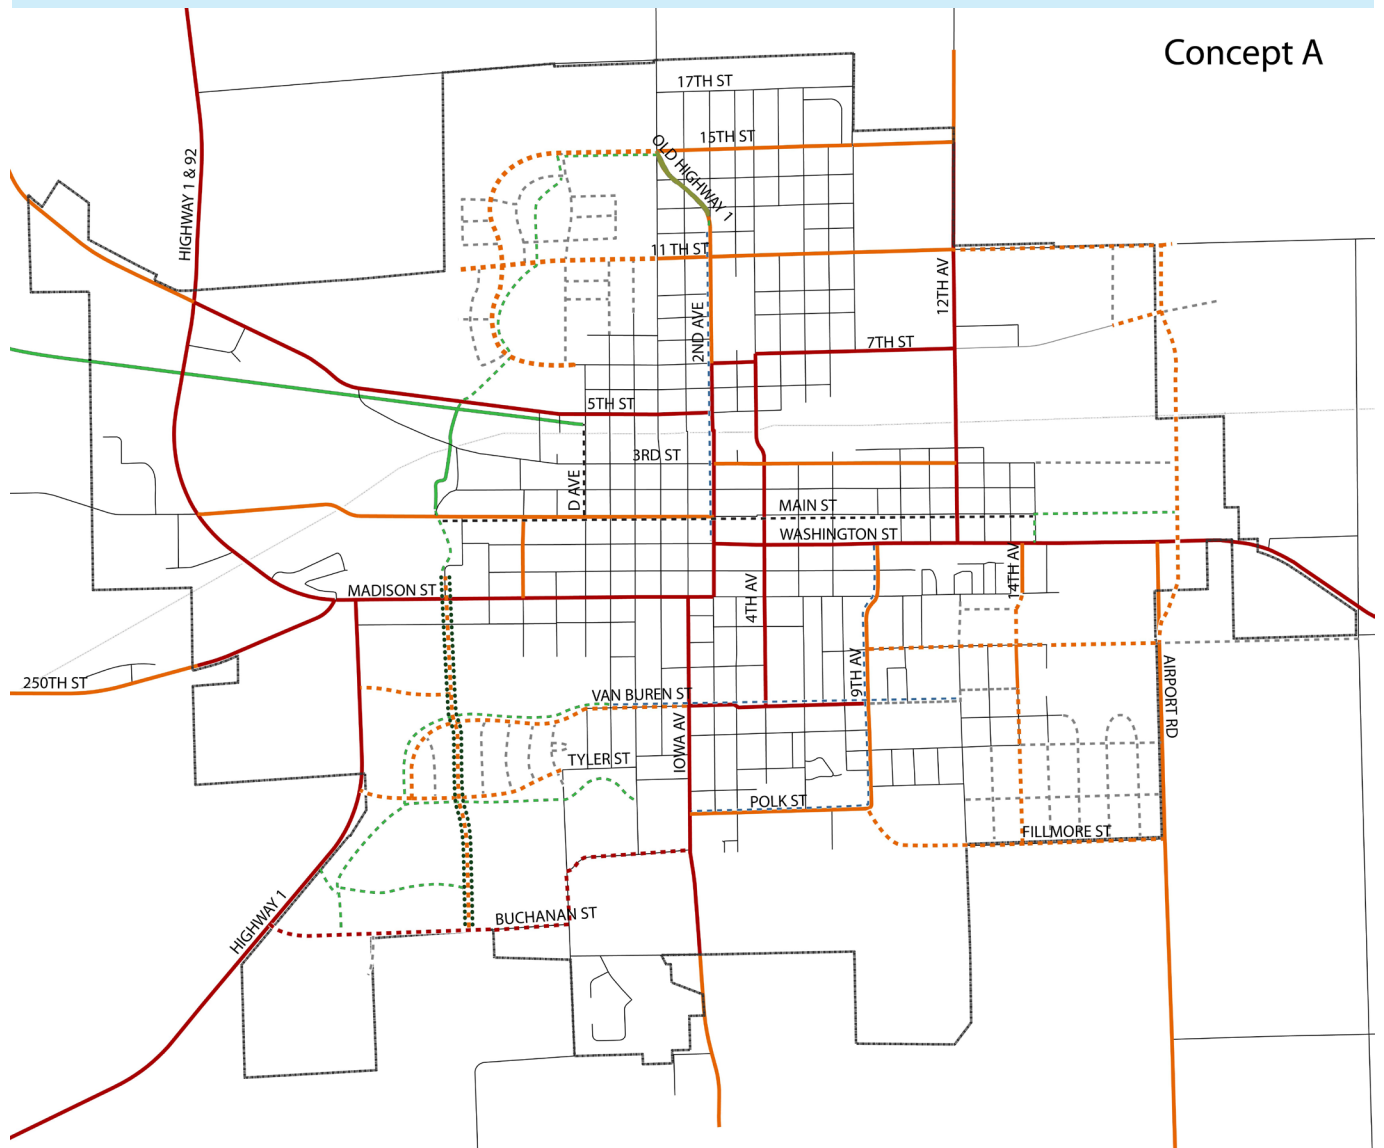 Concept A
17TH ST
15TH ST
OLD HIGHWAY 1
HIGHWAY 1 & 92
11 TH ST
12TH AV
2ND AVE
7TH ST
5TH ST
3RD ST
D AVE
MAIN ST
WASHINGTON ST
14TH AV
MADISON ST
4TH AV
9TH AV
250TH ST
VAN BUREN ST
AIRPORT RD
IOWA AV
TYLER ST
POLK ST
FILLMORE ST
HIGHWAY 1
BUCHANAN ST